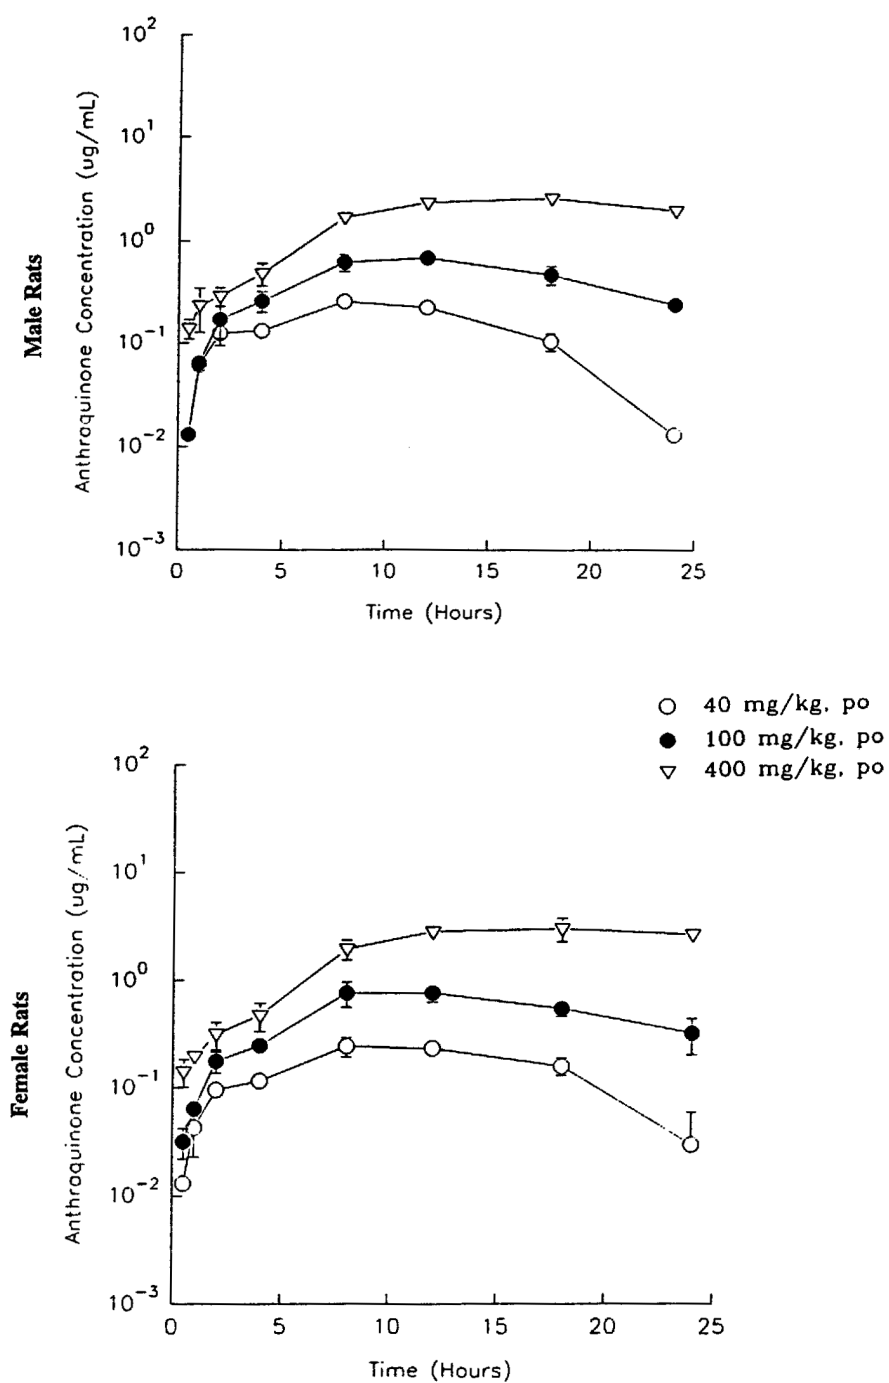 Male Rats
Anthraquinone Concentration (ug/mL)
10²
10¹
10⁰
10⁻¹
10⁻²
10⁻³
0 5 10 15 20 25
Time (Hours)
40 mg/kg, po
100 mg/kg, po
400 mg/kg, po
Female Rats
Anthraquinone Concentration (ug/mL)
10²
10¹
10⁰
10⁻¹
10⁻²
10⁻³
0 5 10 15 20 25
Time (Hours)